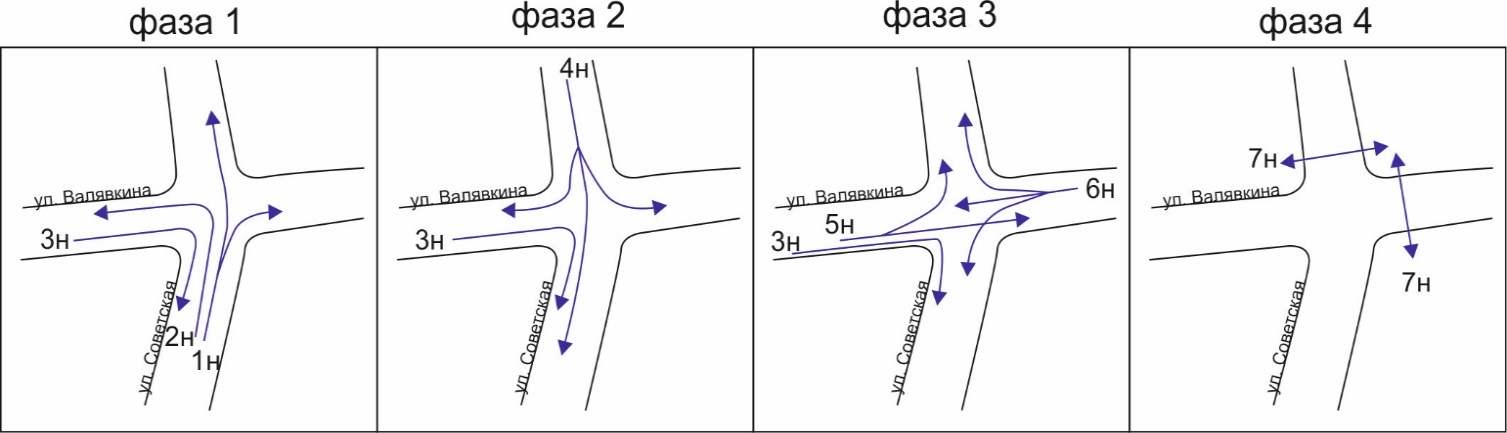 фаза 1
фаза 2
фаза 3
фаза 4
ул. Валявкина
3н
2н
1н
ул. Советская
4н
ул. Валявкина
3н
ул. Советская
ул. Валявкина
6н
5н
3н
ул. Советская
7н
ул. Валявкина
7н
ул. Советская